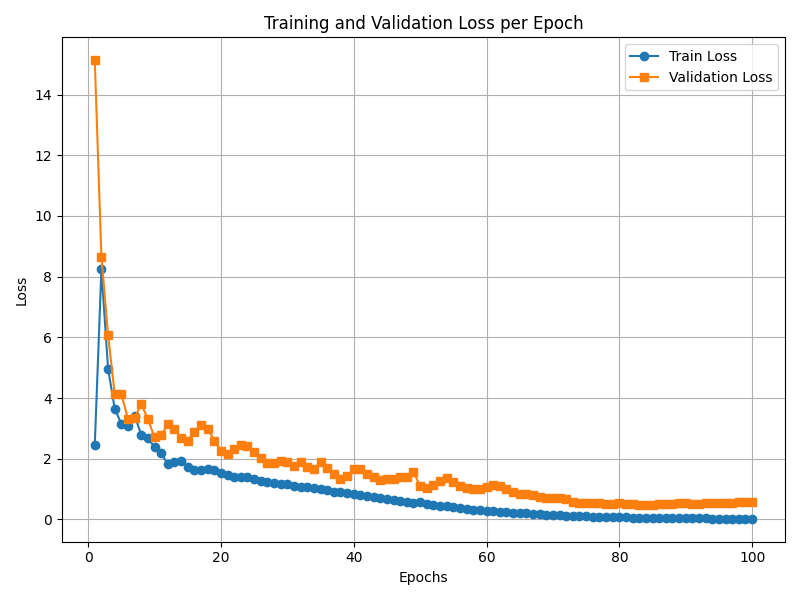 Training and Validation Loss per Epoch
Train Loss
Validation Loss
14
12
10
8
6
4
2
0
Loss
0 20 40 60 80 100
Epochs